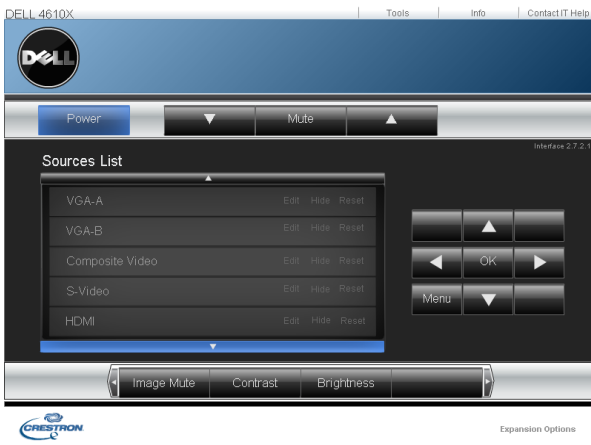 DELL 4610X
Tools Info Contact IT Help
DELL
Power Mute
Interface 2.7.2.1
Sources List
VGA-A Edit Hide Reset
VGA-B Edit Hide Reset
Composite Video Edit Hide Reset
S-Video Edit Hide Reset
HDMI Edit Hide Reset
OK
Menu
Image Mute Contrast Brightness
CRESTRON
Expansion Options